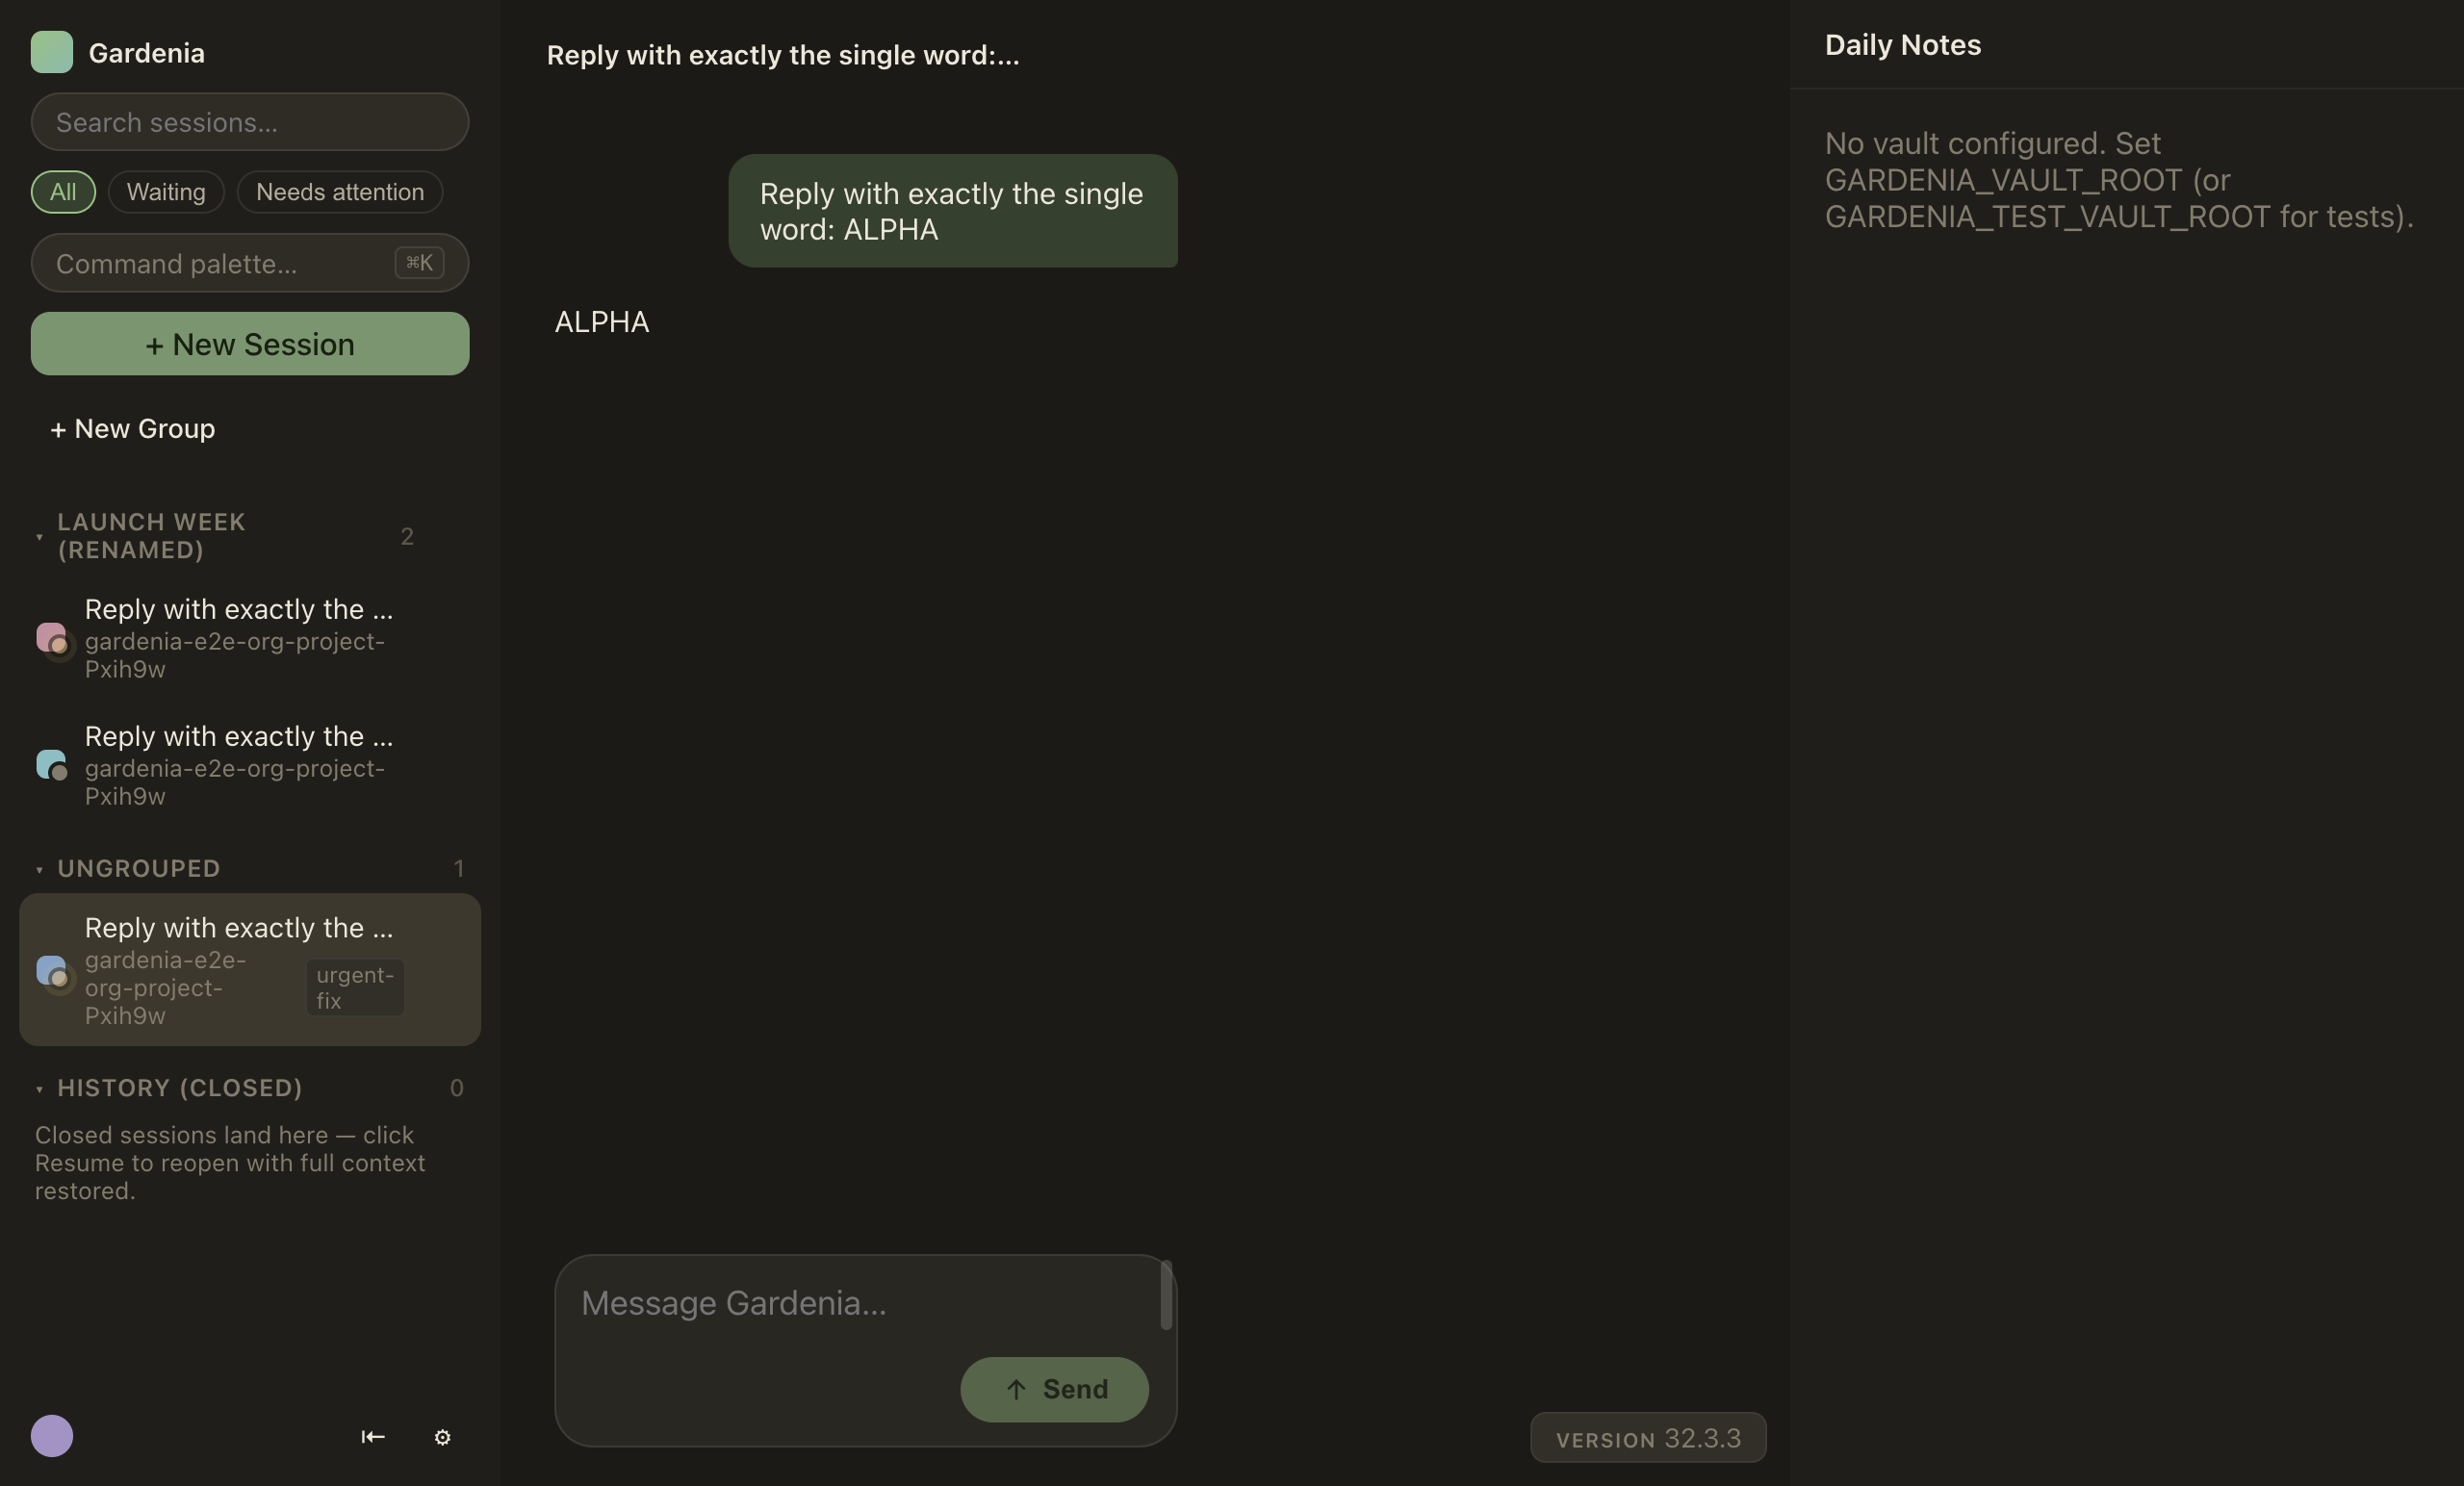 Gardenia
Search sessions...
All
Waiting
Needs attention
Command palette...
⌘K
+ New Session
+ New Group
LAUNCH WEEK
(RENAMED)
2
Reply with exactly the ...
gardenia-e2e-org-project-
Pxih9w
Reply with exactly the ...
gardenia-e2e-org-project-
Pxih9w
UNGROUPED
1
Reply with exactly the ...
gardenia-e2e-
org-project-
Pxih9w
urgent-
fix
HISTORY (CLOSED)
0
Closed sessions land here — click
Resume to reopen with full context
restored.
Reply with exactly the single word:...
Reply with exactly the single
word: ALPHA
ALPHA
Message Gardenia...
↑ Send
VERSION 32.3.3
Daily Notes
No vault configured. Set
GARDENIA_VAULT_ROOT (or
GARDENIA_TEST_VAULT_ROOT for tests).